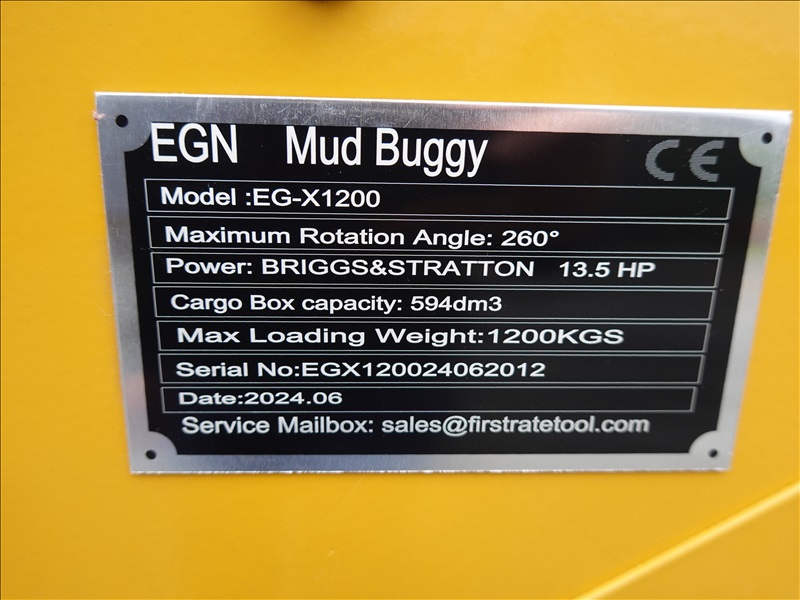 EGN Mud Buggy CE
Model :EG-X1200
Maximum Rotation Angle: 260°
Power: BRIGGS&STRATTON 13.5 HP
Cargo Box capacity: 594dm3
Max Loading Weight:1200KGS
Serial No:EGX120024062012
Date:2024.06
Service Mailbox: sales@firstratetool.com